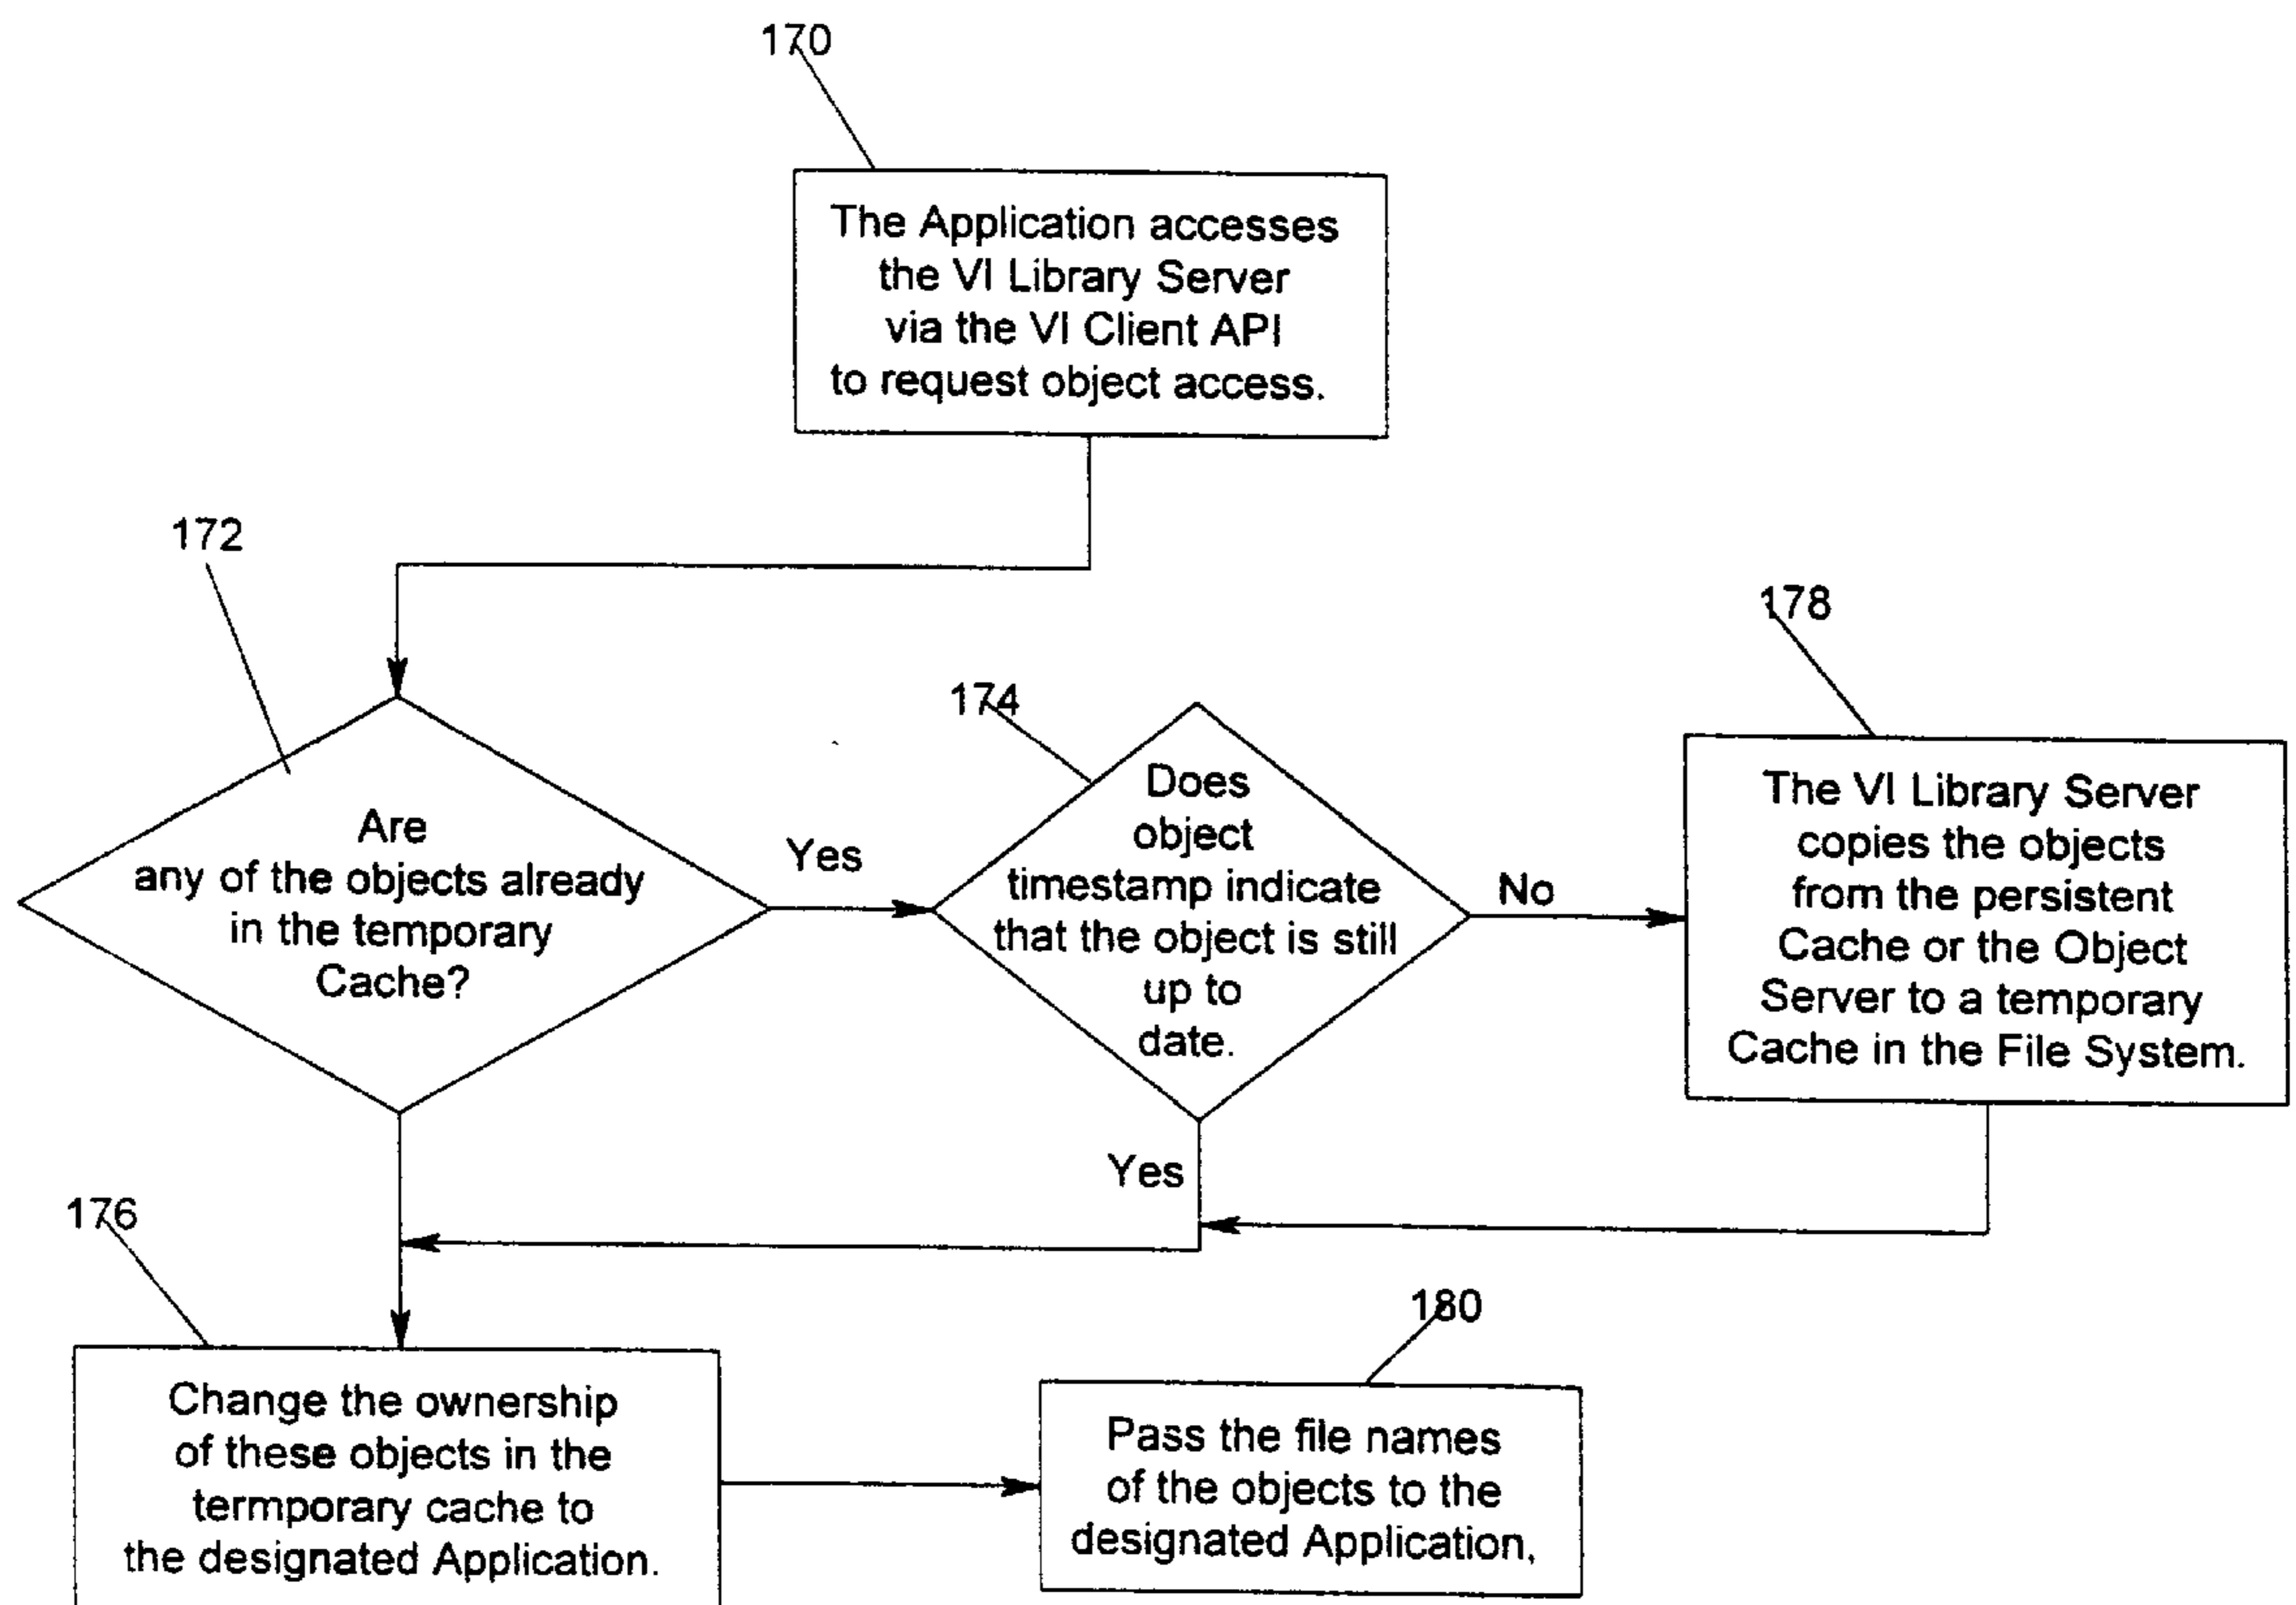 170
The Application accesses
the VI Library Server
via the VI Client API
to request object access.
172
Are
any of the objects already
in the temporary
Cache?
Yes
174
Does
object
timestamp indicate
that the object is still
up to
date.
No
178
The VI Library Server
copies the objects
from the persistent
Cache or the Object
Server to a temporary
Cache in the File System.
Yes
176
Change the ownership
of these objects in the
termporary cache to
the designated Application.
180
Pass the file names
of the objects to the
designated Application,